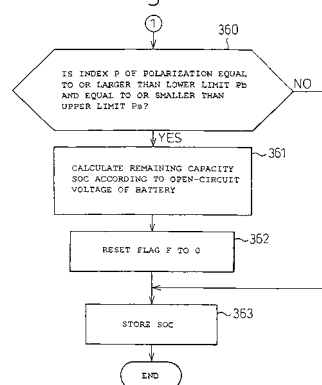 1
360
IS INDEX P OF POLARIZATION EQUAL
TO OR LARGER THAN LOWER LIMIT Pb
AND EQUAL TO OR SMALLER THAN
UPPER LIMIT Pa?
NO
YES
361
CALCULATE REMAINING CAPACITY
SOC ACCORDING TO OPEN-CIRCUIT
VOLTAGE OF BATTERY
362
RESET FLAG F TO 0
363
STORE SOC
END